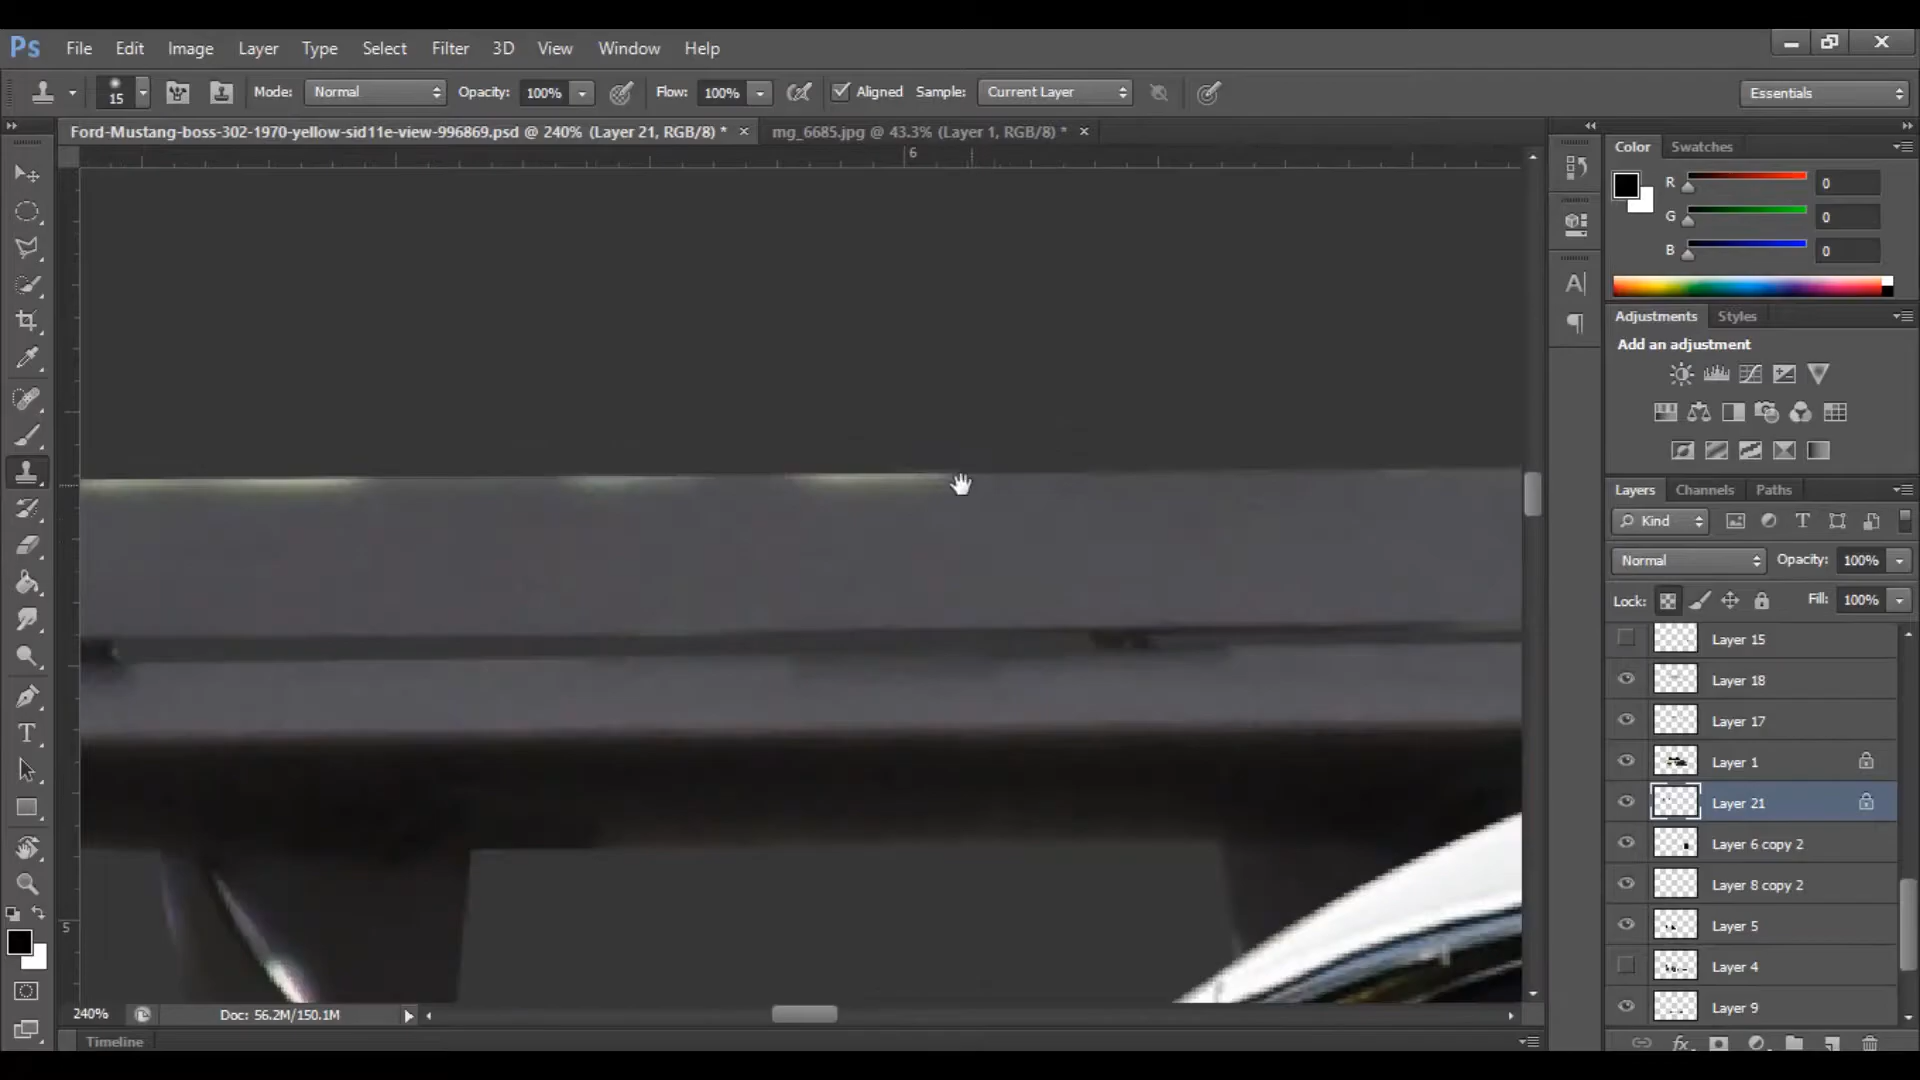 Ps File Edit Image Layer Type Select Filter 3D View Window Help
15 Mode: Normal Opacity: 100% Flow: 100% Aligned Sample: Current Layer Essentials
Ford-Mustang-boss-302-1970-yellow-sid11e-view-996869.psd @ 240% (Layer 21, RGB/8) * mg_6685.jpg @ 43.3% (Layer 1, RGB/8) *
6
5
Color Swatches
R 0
G 0
B 0
Adjustments Styles
Add an adjustment
Layers Channels Paths
Kind
Normal Opacity: 100%
Lock: Fill: 100%
Layer 15
Layer 18
Layer 17
Layer 1
Layer 21
Layer 6 copy 2
Layer 8 copy 2
Layer 5
Layer 4
Layer 9
fx
240% Doc: 56.2M/150.1M
Timeline